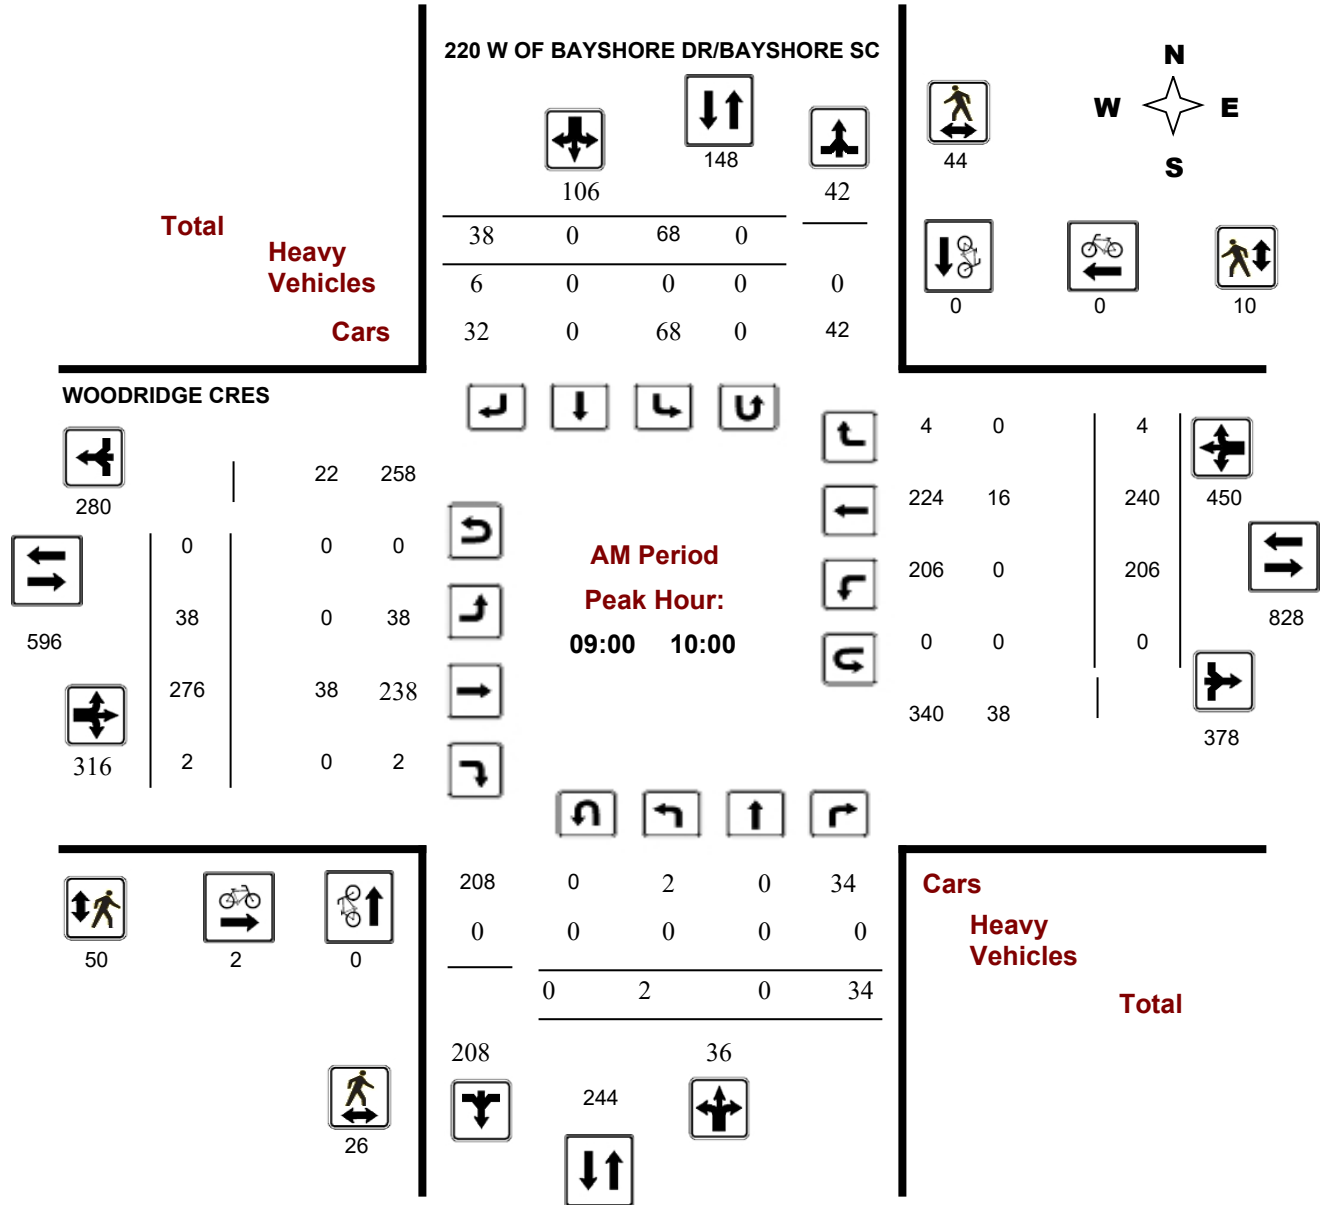 220 W OF BAYSHORE DR/BAYSHORE SC
N
W E
S
148
44
106 42
Total
38 0 68 0
Heavy
Vehicles
6 0 0 0 0
0 0 10
Cars
32 0 68 0 42
WOODRIDGE CRES
4 0 4
22 258
280
224 16 240 450
0 0 0
AM Period
206 0 206
Peak Hour:
38 0 38
828
596
09:00 10:00
0 0 0
276 38 238
340 38
378
316 2 0 2
208 0 2 0 34
Cars
0 0 0 0 0
Heavy
Vehicles
50 2 0
0 2 0 34
Total
208 36
244
26